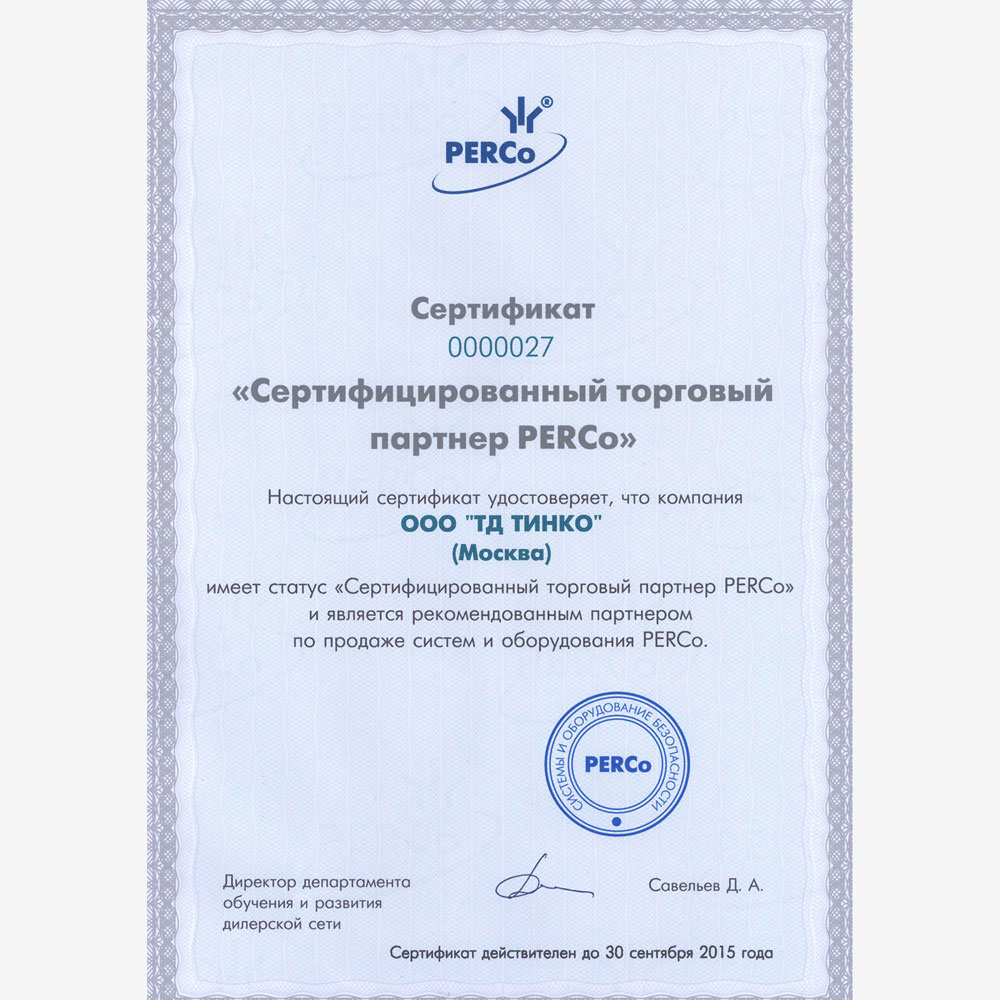 PERCo®
Сертификат
0000027
«Сертифицированный торговый
партнер PERCo»
Настоящий сертификат удостоверяет, что компания
ООО "ТД ТИНКО"
(Москва)
имеет статус «Сертифицированный торговый партнер PERCo»
и является рекомендованным партнером
по продаже систем и оборудования PERCo.
СИСТЕМЫ И ОБОРУДОВАНИЕ БЕЗОПАСНОСТИ
PERCo
Директор департамента
обучения и развития
дилерской сети
Савельев Д. А.
Сертификат действителен до 30 сентября 2015 года